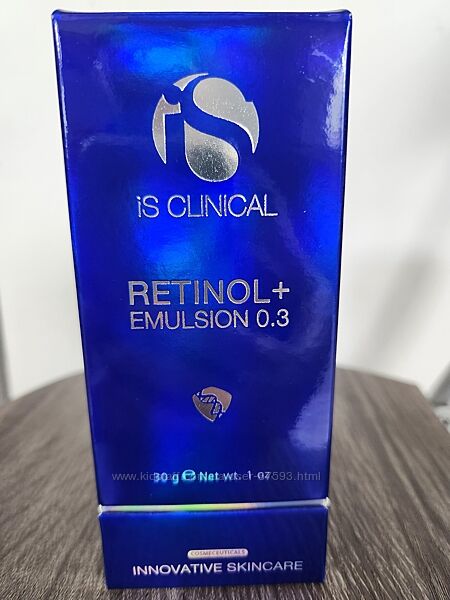 iS
iS CLINICAL
RETINOL+
EMULSION 0.3
30 g ℮ Net wt. 1 oz.
COSMECEUTICALS
INNOVATIVE SKINCARE